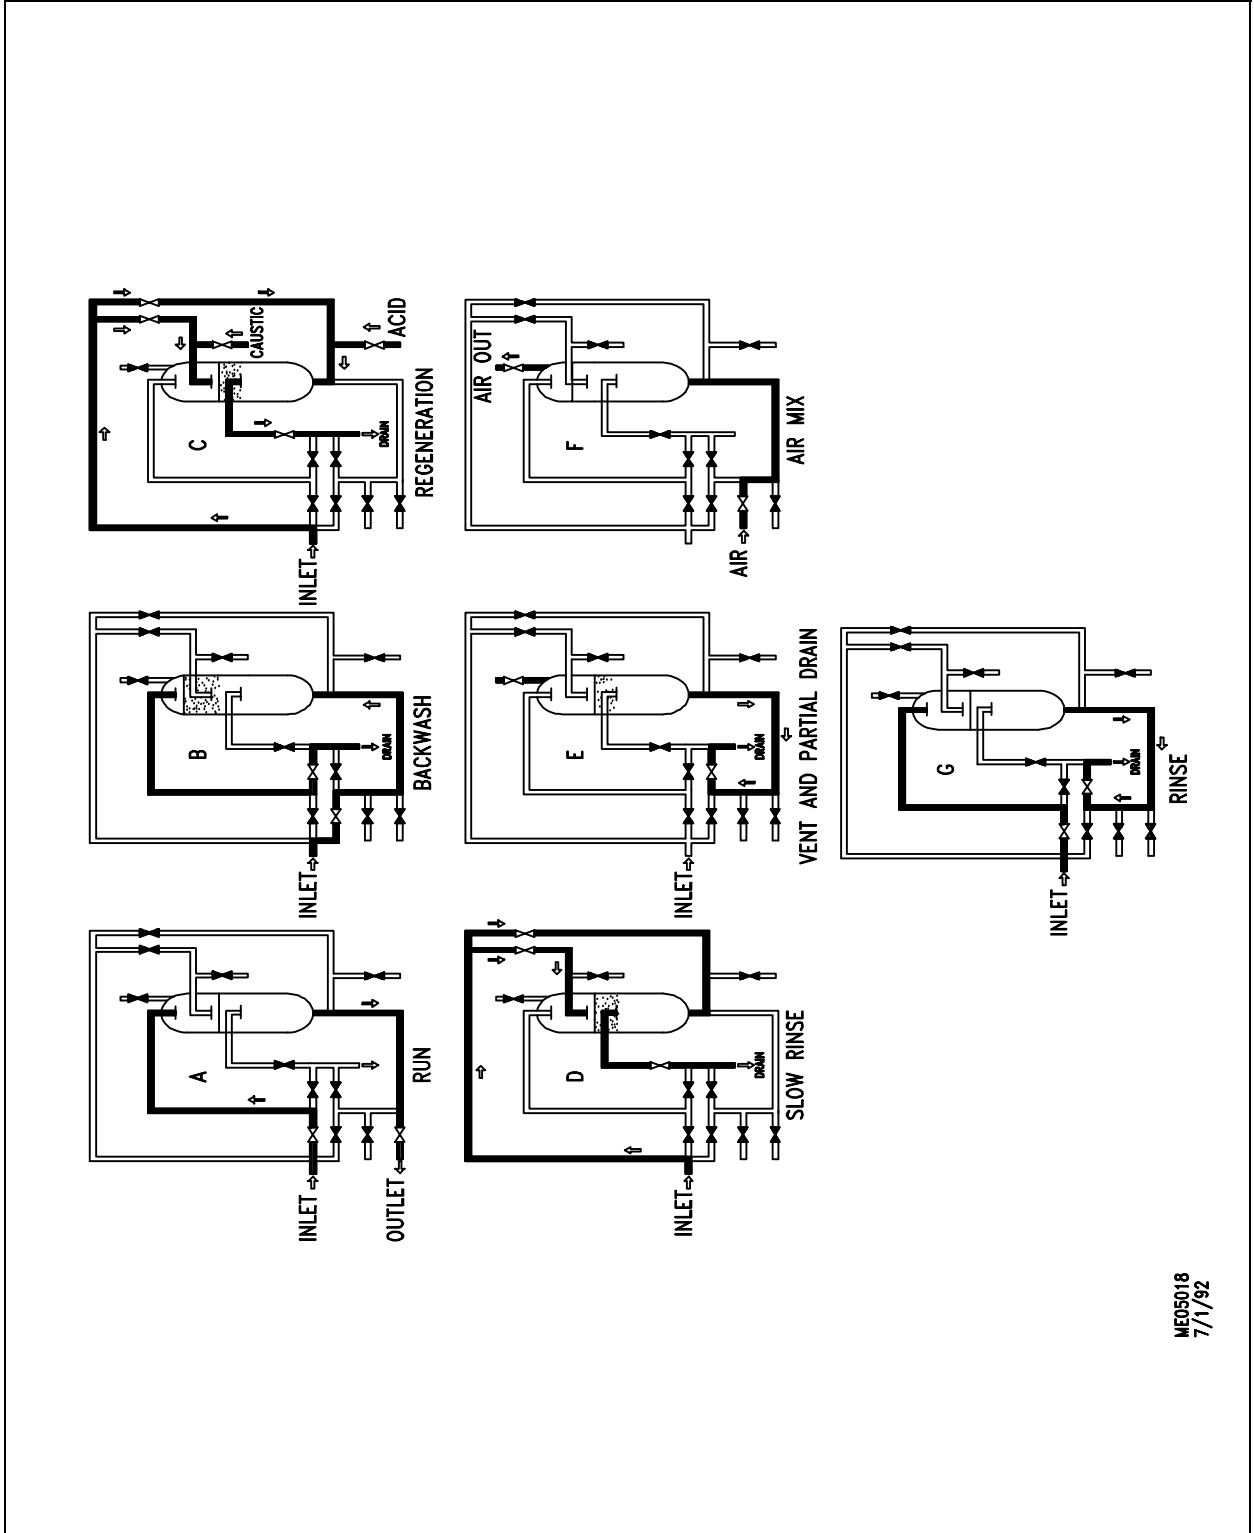 A
INLET
OUTLET
RUN
B
INLET
DRAIN
BACKWASH
C
CAUSTIC
INLET
DRAIN
ACID
REGENERATION
D
INLET
DRAIN
SLOW RINSE
E
INLET
DRAIN
VENT AND PARTIAL DRAIN
AIR OUT
F
AIR
AIR MIX
G
INLET
DRAIN
RINSE
ME05018
7/1/92